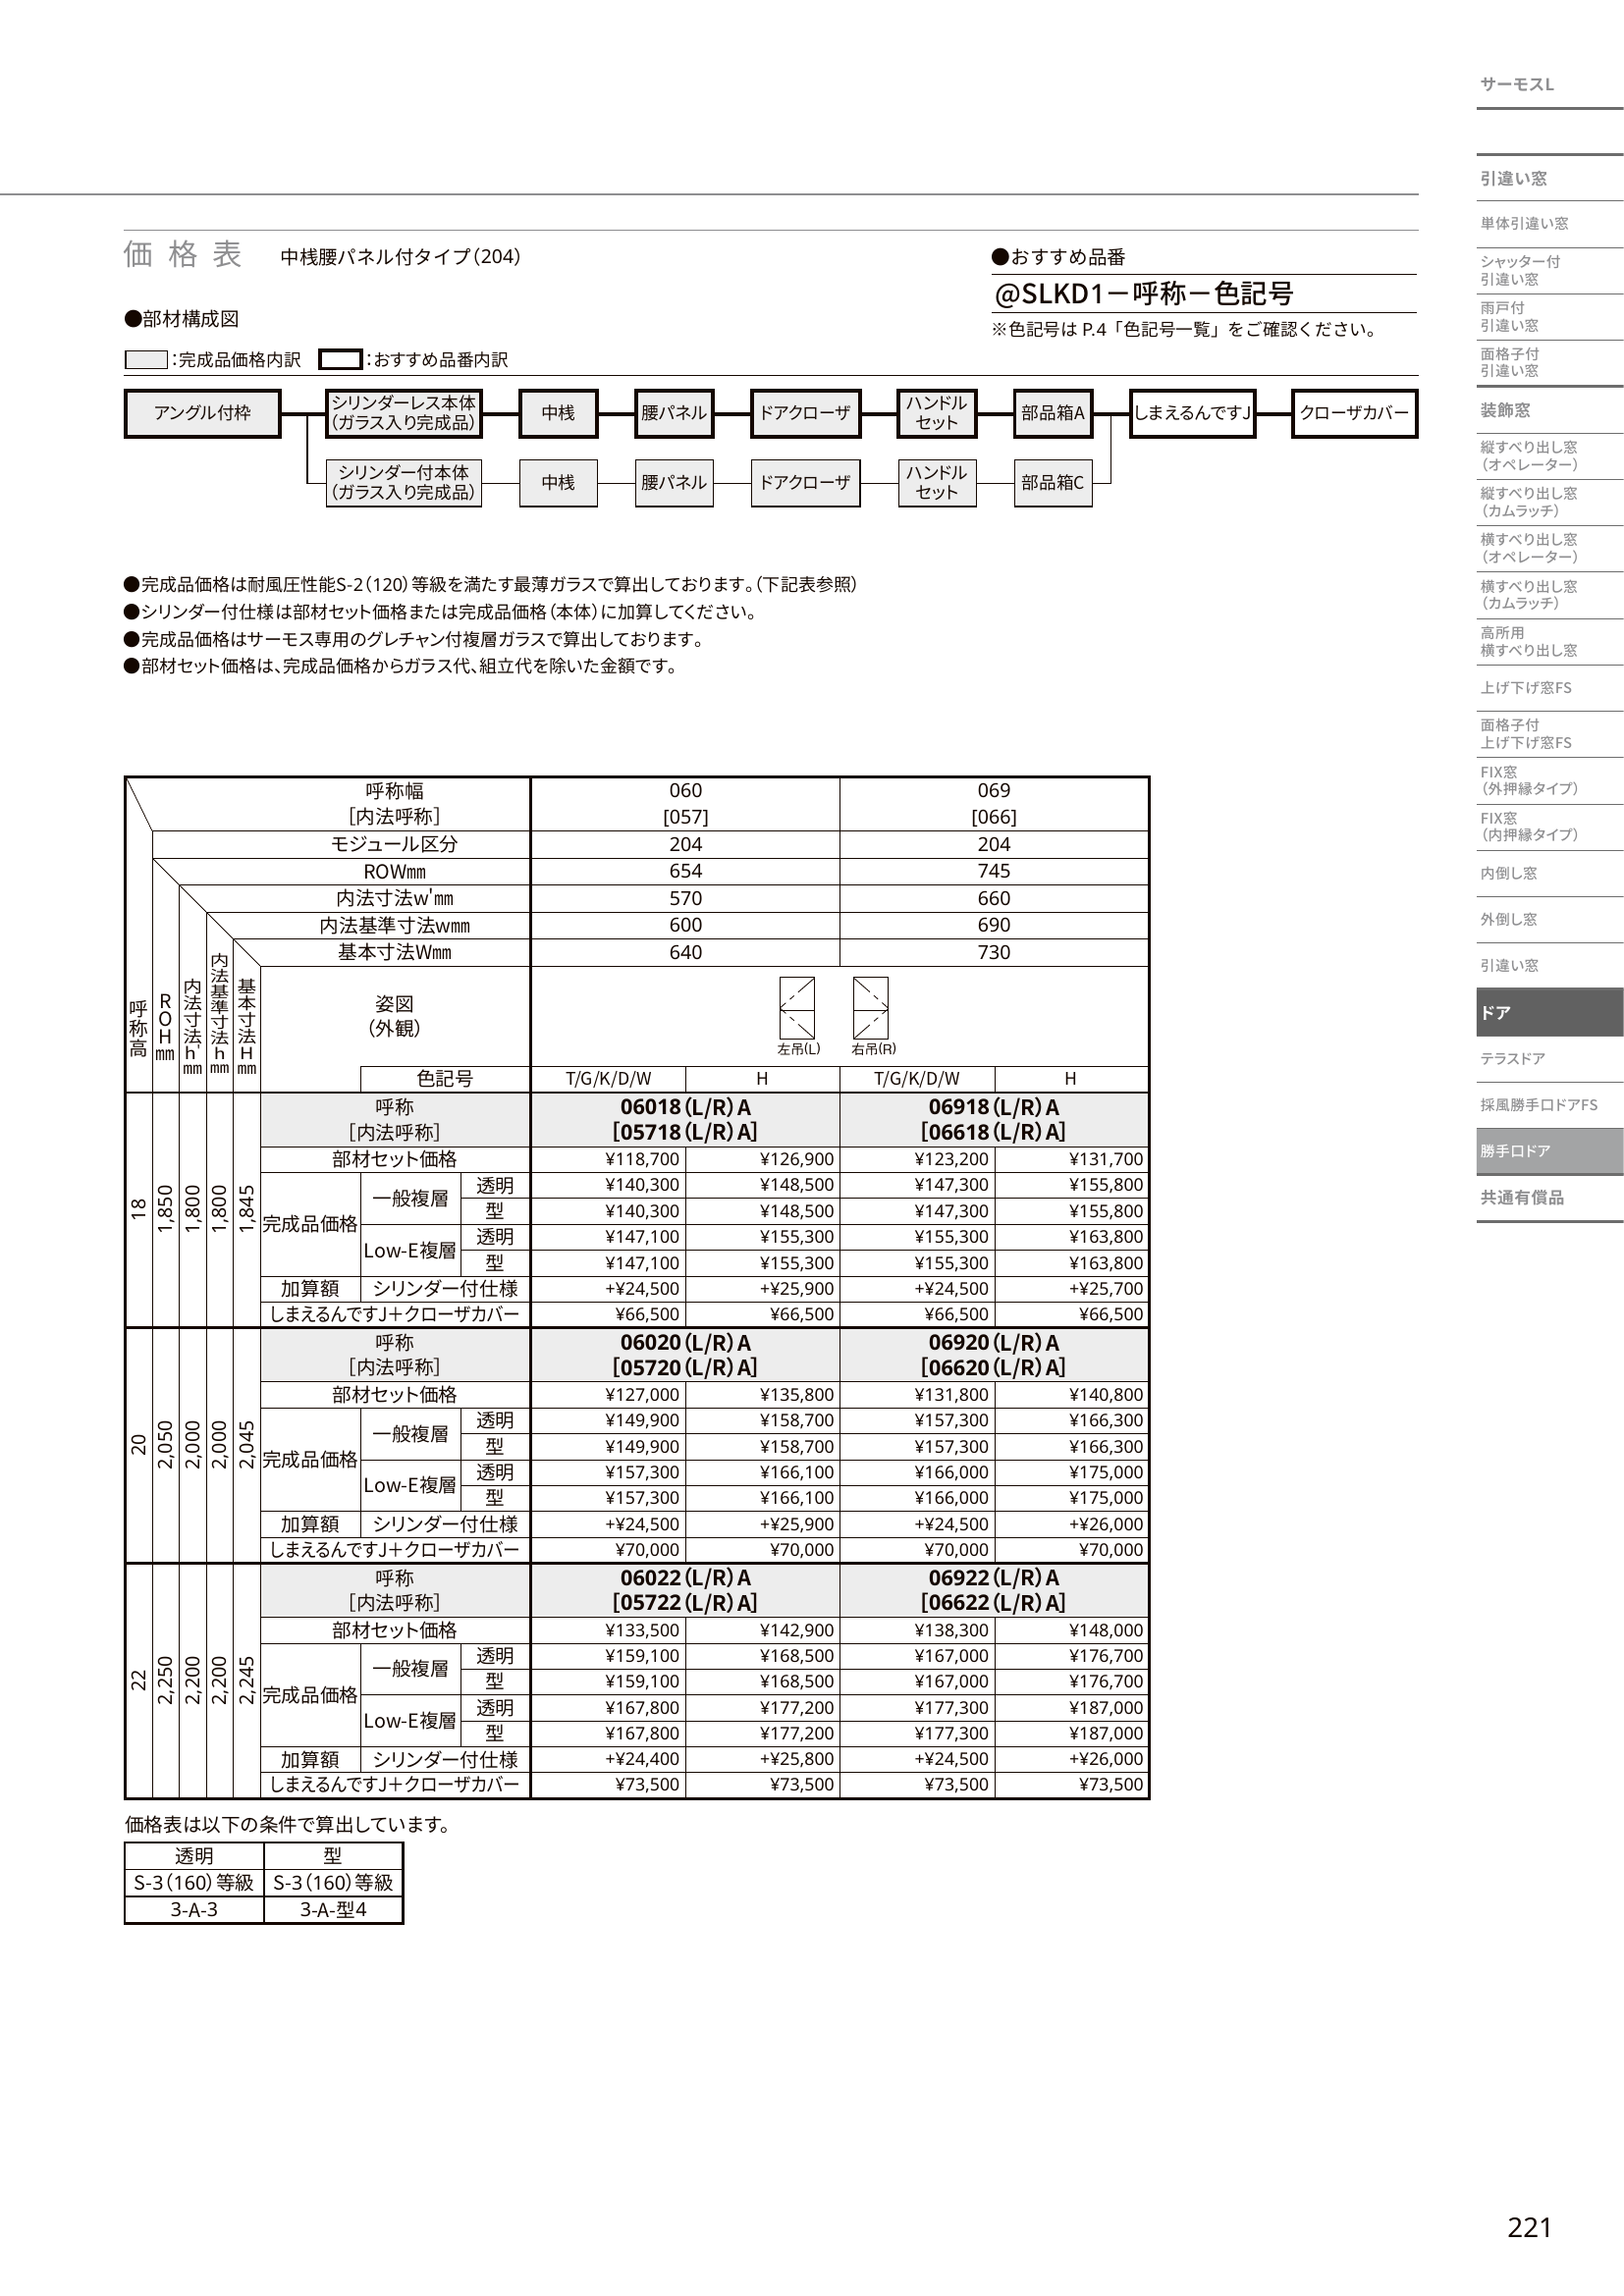 サーモスL
引違い窓
単体引違い窓
シャッター付
引違い窓
雨戸付
引違い窓
面格子付
引違い窓
装飾窓
縦すべり出し窓
（オペレーター）
縦すべり出し窓
（カムラッチ）
横すべり出し窓
（オペレーター）
横すべり出し窓
（カムラッチ）
高所用
横すべり出し窓
上げ下げ窓FS
面格子付
上げ下げ窓FS
FIX窓
（外押縁タイプ）
FIX窓
（内押縁タイプ）
内倒し窓
外倒し窓
引違い窓
ドア
テラスドア
採風勝手口ドアFS
勝手口ドア
共通有償品
価格表 中桟腰パネル付タイプ（204）
●おすすめ品番
@SLKD1－呼称－色記号
※色記号は P.4「色記号一覧」をご確認ください。
●部材構成図
：完成品価格内訳 ：おすすめ品番内訳
アングル付枠 シリンダーレス本体（ガラス入り完成品） 中桟 腰パネル ドアクローザ ハンドルセット 部品箱A しまえるんですJ クローザカバー
シリンダー付本体（ガラス入り完成品） 中桟 腰パネル ドアクローザ ハンドルセット 部品箱C
●完成品価格は耐風圧性能S-2（120）等級を満たす最薄ガラスで算出しております。（下記表参照）
●シリンダー付仕様は部材セット価格または完成品価格（本体）に加算してください。
●完成品価格はサーモス専用のグレチャン付複層ガラスで算出しております。
●部材セット価格は、完成品価格からガラス代、組立代を除いた金額です。
呼称幅 060 069
［内法呼称］ [057] [066]
モジュール区分 204 204
ROW㎜ 654 745
内法寸法w'㎜ 570 660
内法基準寸法w㎜ 600 690
基本寸法W㎜ 640 730
呼称高 ROH㎜ 内法寸法h'㎜ 内法基準寸法h㎜ 基本寸法H㎜
姿図
（外観）
左吊(L) 右吊(R)
色記号 T/G/K/D/W H T/G/K/D/W H
18 1,850 1,800 1,800 1,845
呼称 06018（L/R）A 06918（L/R）A
［内法呼称］ ［05718（L/R）A］ ［06618（L/R）A］
部材セット価格 ¥118,700 ¥126,900 ¥123,200 ¥131,700
完成品価格 一般複層 透明 ¥140,300 ¥148,500 ¥147,300 ¥155,800
型 ¥140,300 ¥148,500 ¥147,300 ¥155,800
Low-E複層 透明 ¥147,100 ¥155,300 ¥155,300 ¥163,800
型 ¥147,100 ¥155,300 ¥155,300 ¥163,800
加算額 シリンダー付仕様 +¥24,500 +¥25,900 +¥24,500 +¥25,700
しまえるんですJ＋クローザカバー ¥66,500 ¥66,500 ¥66,500 ¥66,500
20 2,050 2,000 2,000 2,045
呼称 06020（L/R）A 06920（L/R）A
［内法呼称］ ［05720（L/R）A］ ［06620（L/R）A］
部材セット価格 ¥127,000 ¥135,800 ¥131,800 ¥140,800
完成品価格 一般複層 透明 ¥149,900 ¥158,700 ¥157,300 ¥166,300
型 ¥149,900 ¥158,700 ¥157,300 ¥166,300
Low-E複層 透明 ¥157,300 ¥166,100 ¥166,000 ¥175,000
型 ¥157,300 ¥166,100 ¥166,000 ¥175,000
加算額 シリンダー付仕様 +¥24,500 +¥25,900 +¥24,500 +¥26,000
しまえるんですJ＋クローザカバー ¥70,000 ¥70,000 ¥70,000 ¥70,000
22 2,250 2,200 2,200 2,245
呼称 06022（L/R）A 06922（L/R）A
［内法呼称］ ［05722（L/R）A］ ［06622（L/R）A］
部材セット価格 ¥133,500 ¥142,900 ¥138,300 ¥148,000
完成品価格 一般複層 透明 ¥159,100 ¥168,500 ¥167,000 ¥176,700
型 ¥159,100 ¥168,500 ¥167,000 ¥176,700
Low-E複層 透明 ¥167,800 ¥177,200 ¥177,300 ¥187,000
型 ¥167,800 ¥177,200 ¥177,300 ¥187,000
加算額 シリンダー付仕様 +¥24,400 +¥25,800 +¥24,500 +¥26,000
しまえるんですJ＋クローザカバー ¥73,500 ¥73,500 ¥73,500 ¥73,500
価格表は以下の条件で算出しています。
透明 型
S-3（160）等級 S-3（160）等級
3-A-3 3-A-型4
221